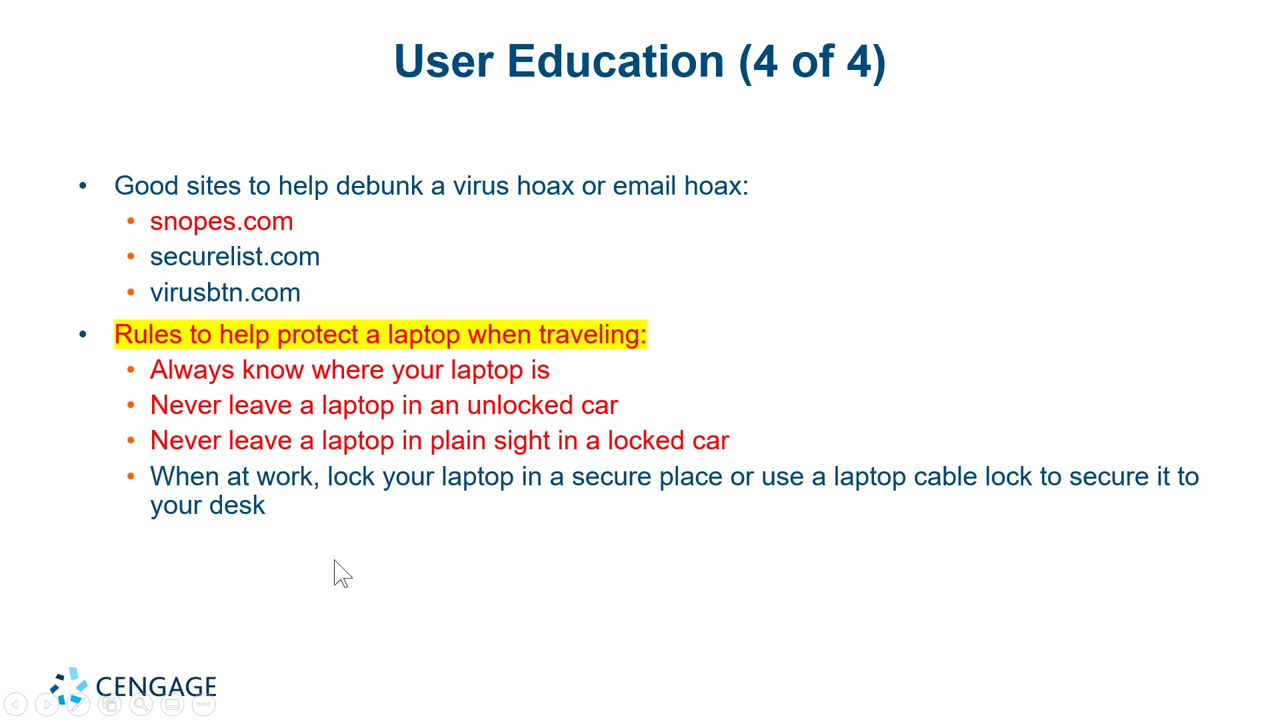 User Education (4 of 4)
• Good sites to help debunk a virus hoax or email hoax:
• snopes.com
• securelist.com
• virusbtn.com
• Rules to help protect a laptop when traveling:
• Always know where your laptop is
• Never leave a laptop in an unlocked car
• Never leave a laptop in plain sight in a locked car
• When at work, lock your laptop in a secure place or use a laptop cable lock to secure it to
your desk
CENGAGE